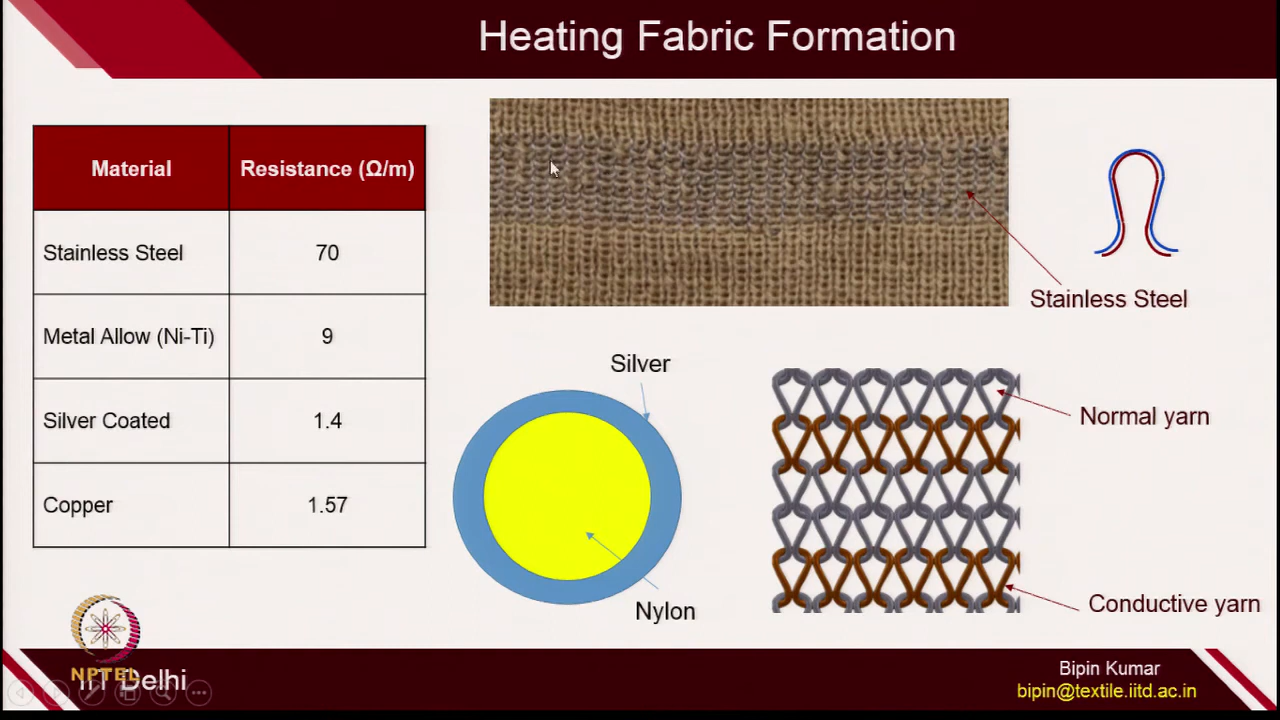 Heating Fabric Formation
Material Resistance (Ω/m)
Stainless Steel 70
Metal Allow (Ni-Ti) 9
Silver Coated 1.4
Copper 1.57
Stainless Steel
Silver
Nylon
Normal yarn
Conductive yarn
NPTEL
IIT Delhi
Bipin Kumar
bipin@textile.iitd.ac.in